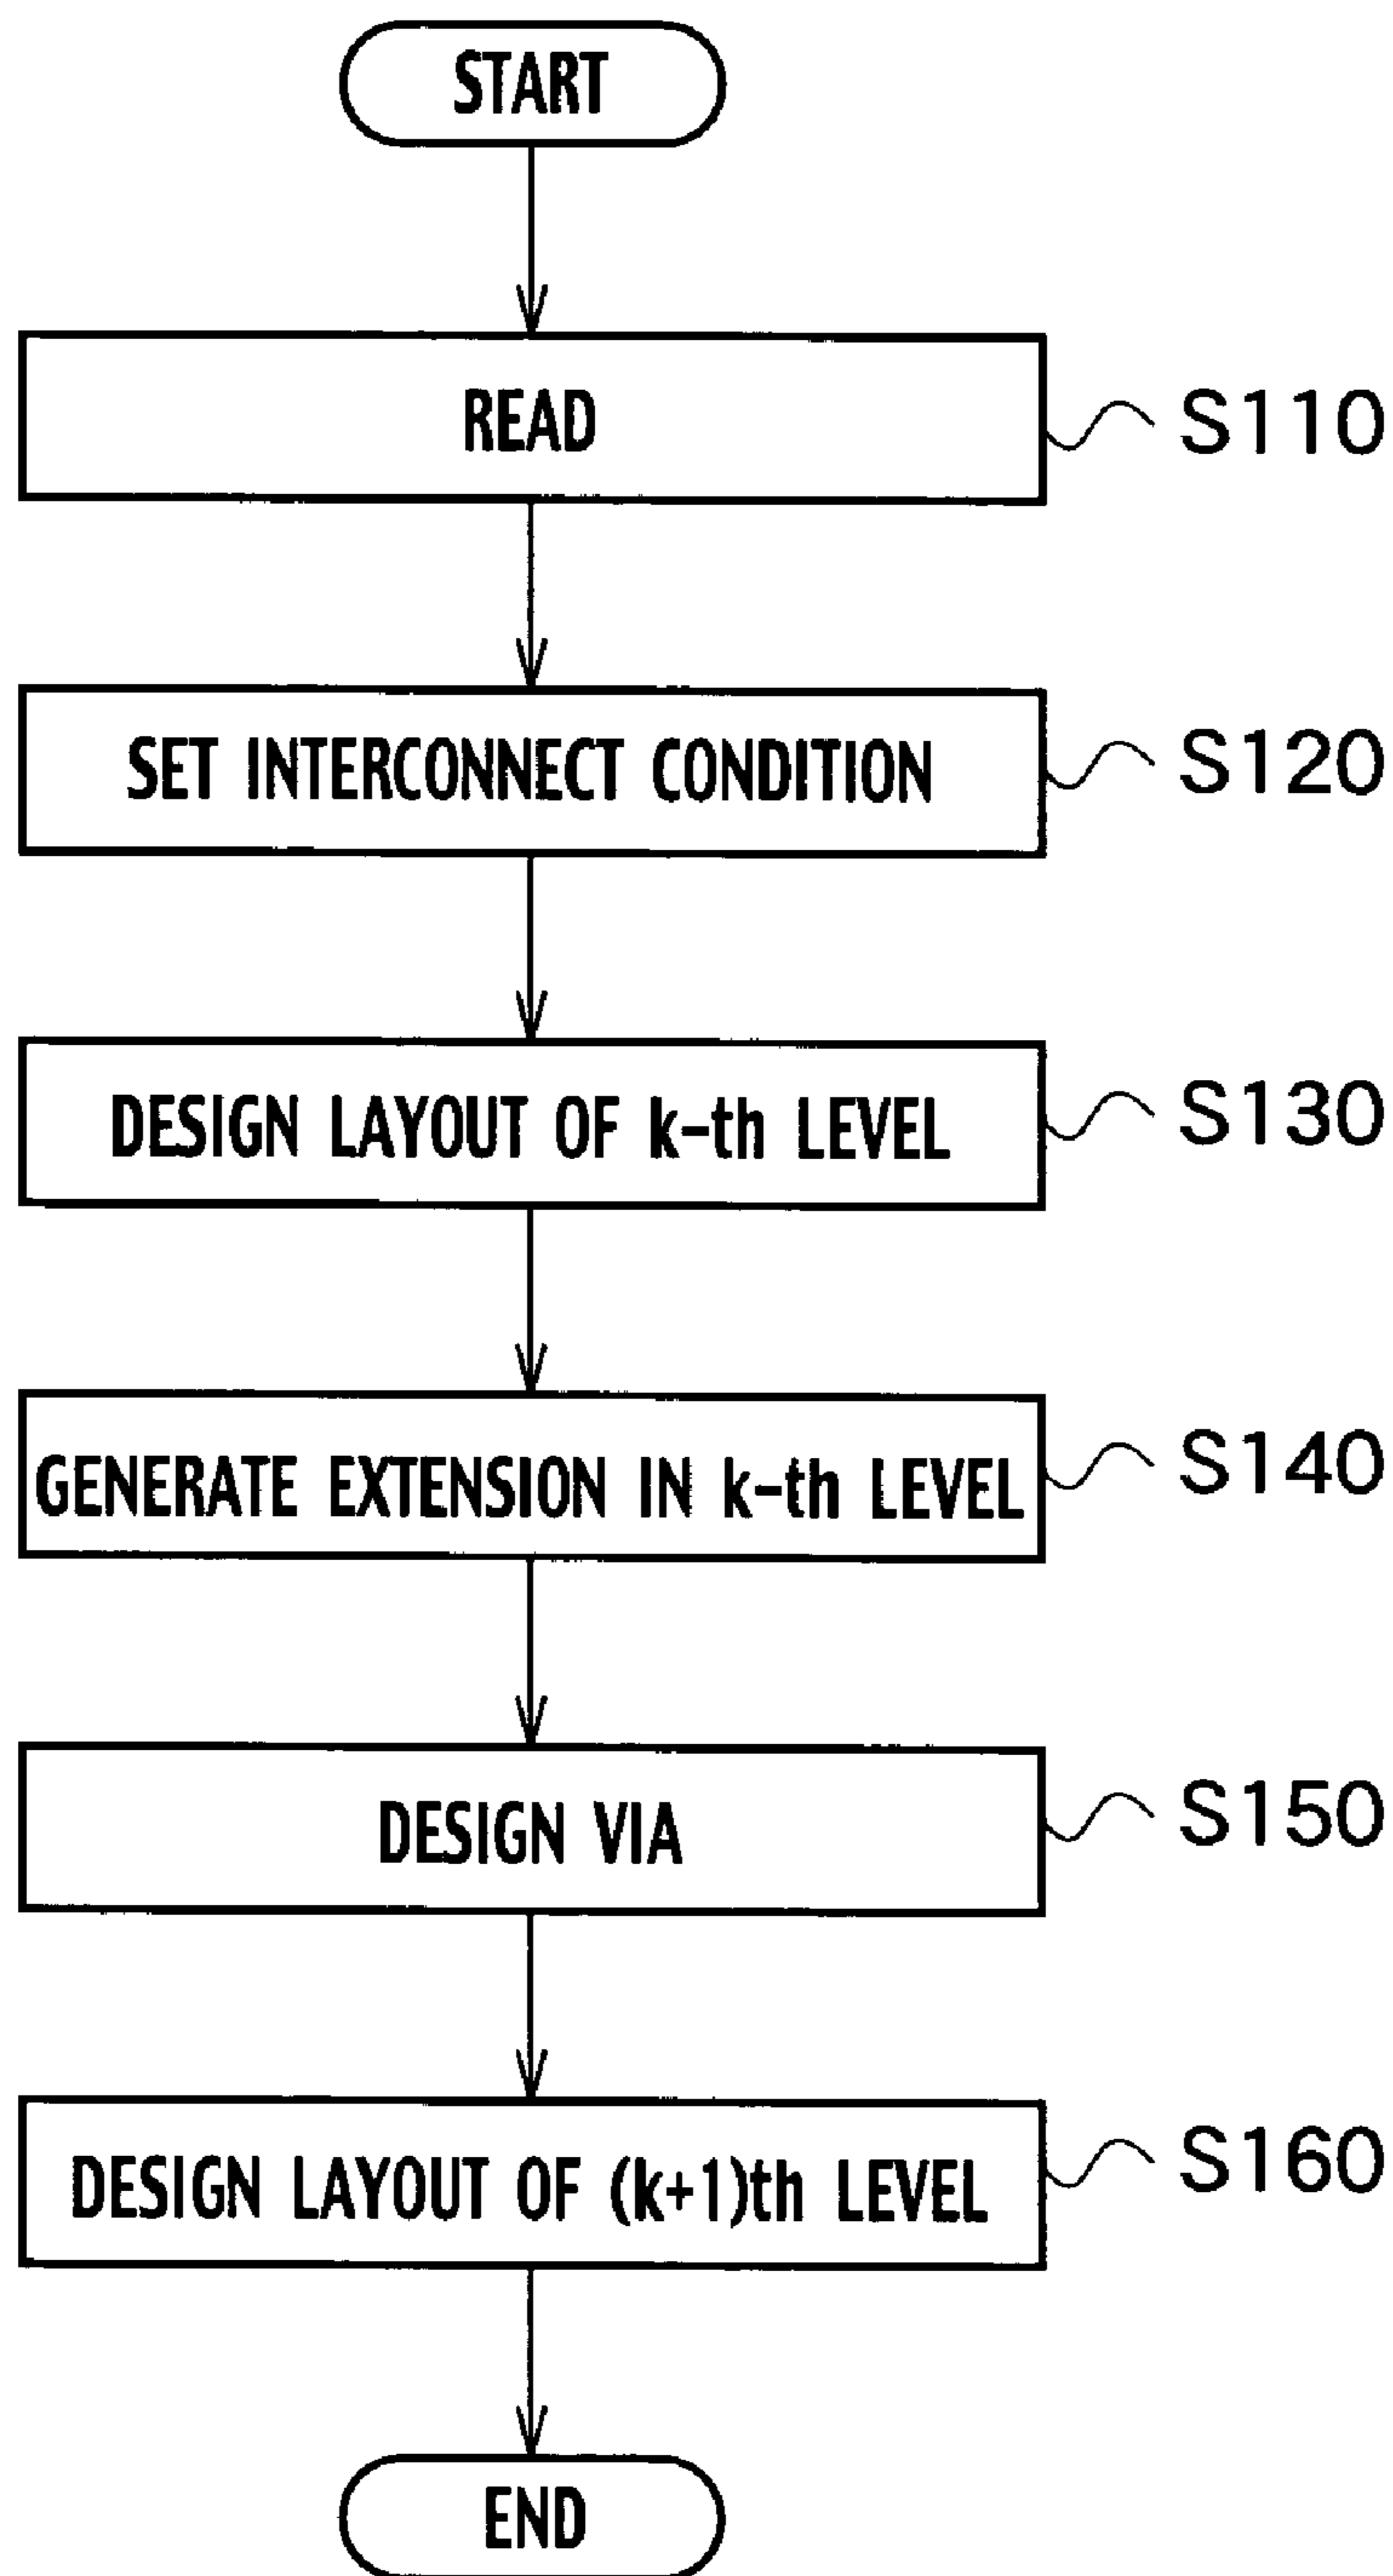 START
READ
S110
SET INTERCONNECT CONDITION
S120
DESIGN LAYOUT OF k-th LEVEL
S130
GENERATE EXTENSION IN k-th LEVEL
S140
DESIGN VIA
S150
DESIGN LAYOUT OF (k+1)th LEVEL
S160
END